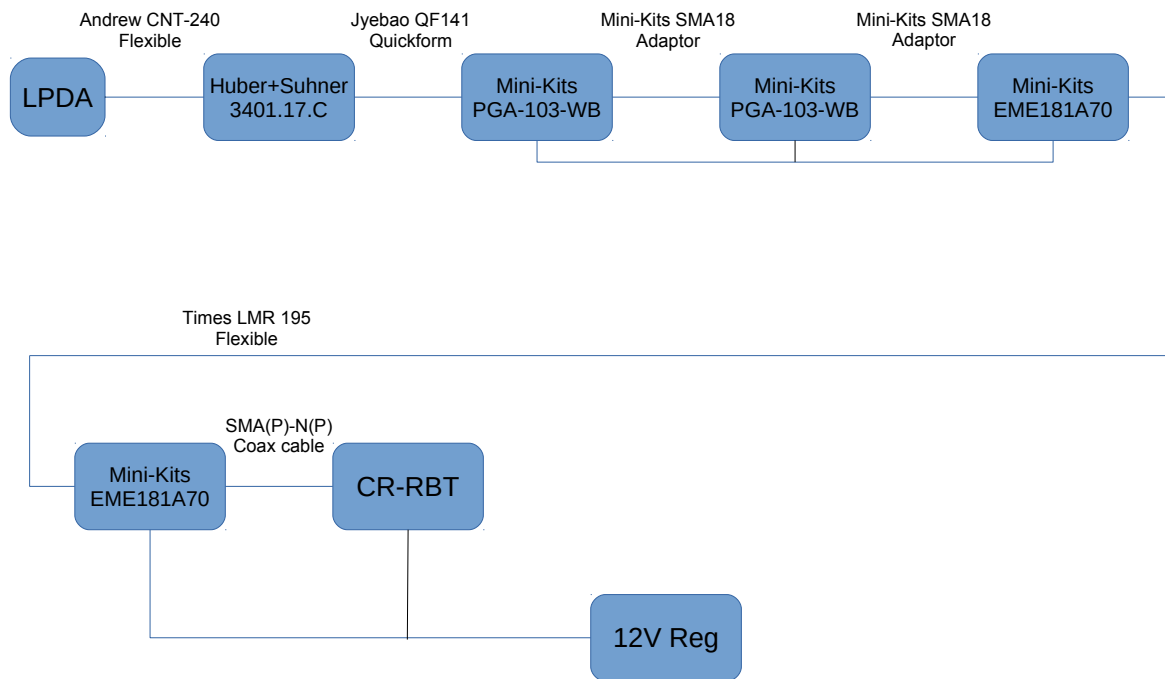 Andrew CNT-240
Flexible
Jyebao QF141
Quickform
Mini-Kits SMA18
Adaptor
Mini-Kits SMA18
Adaptor
LPDA
Huber+Suhner
3401.17.C
Mini-Kits
PGA-103-WB
Mini-Kits
PGA-103-WB
Mini-Kits
EME181A70
Times LMR 195
Flexible
SMA(P)-N(P)
Coax cable
Mini-Kits
EME181A70
CR-RBT
12V Reg